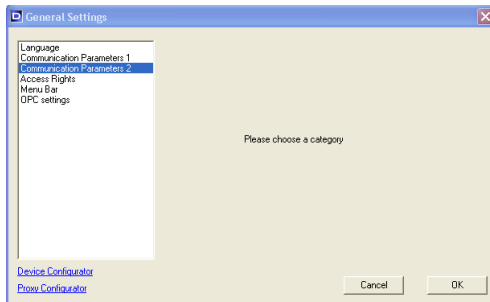 General Settings
Language
Communication Parameters 1
Communication Parameters 2
Access Rights
Menu Bar
OPC settings
Please choose a category
Device Configurator
Proxy Configurator
Cancel
OK